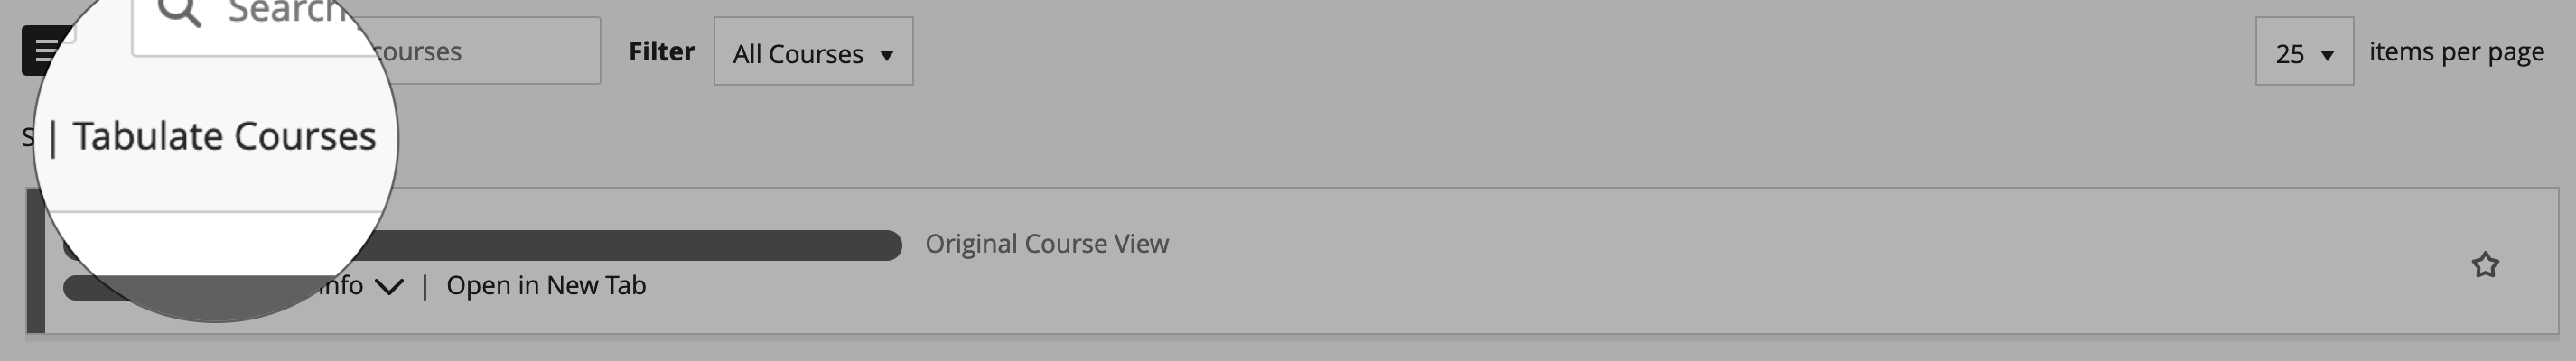 Search courses Filter All Courses 25 items per page
| Tabulate Courses
Original Course View
info | Open in New Tab